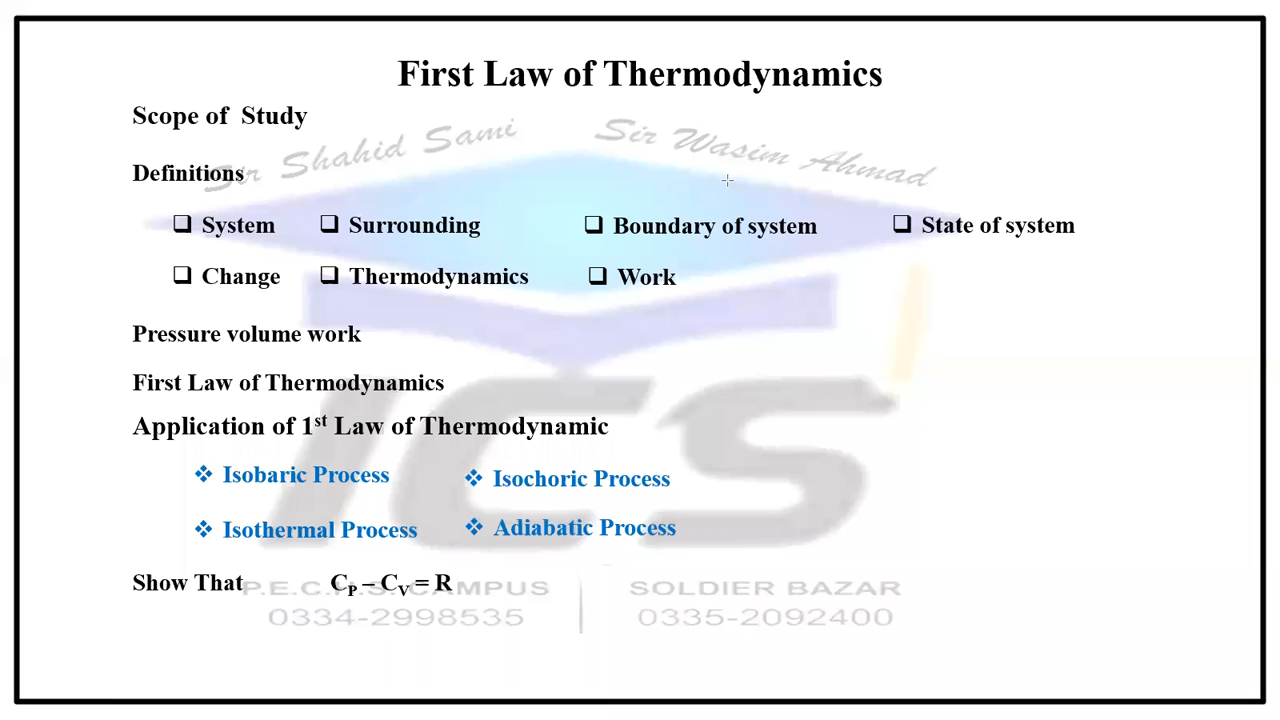 First Law of Thermodynamics
Scope of Study
Sir Shahid Sami Sir Wasim Ahmad
Definitions
❑ System ❑ Surrounding ❑ Boundary of system ❑ State of system
❑ Change ❑ Thermodynamics ❑ Work
Pressure volume work
First Law of Thermodynamics
Application of 1st Law of Thermodynamic
ICS
❖ Isobaric Process ❖ Isochoric Process
❖ Isothermal Process ❖ Adiabatic Process
Show That CP – CV = R
P.E.C.H.S. CAMPUS SOLDIER BAZAR
0334-2998535 0335-2092400